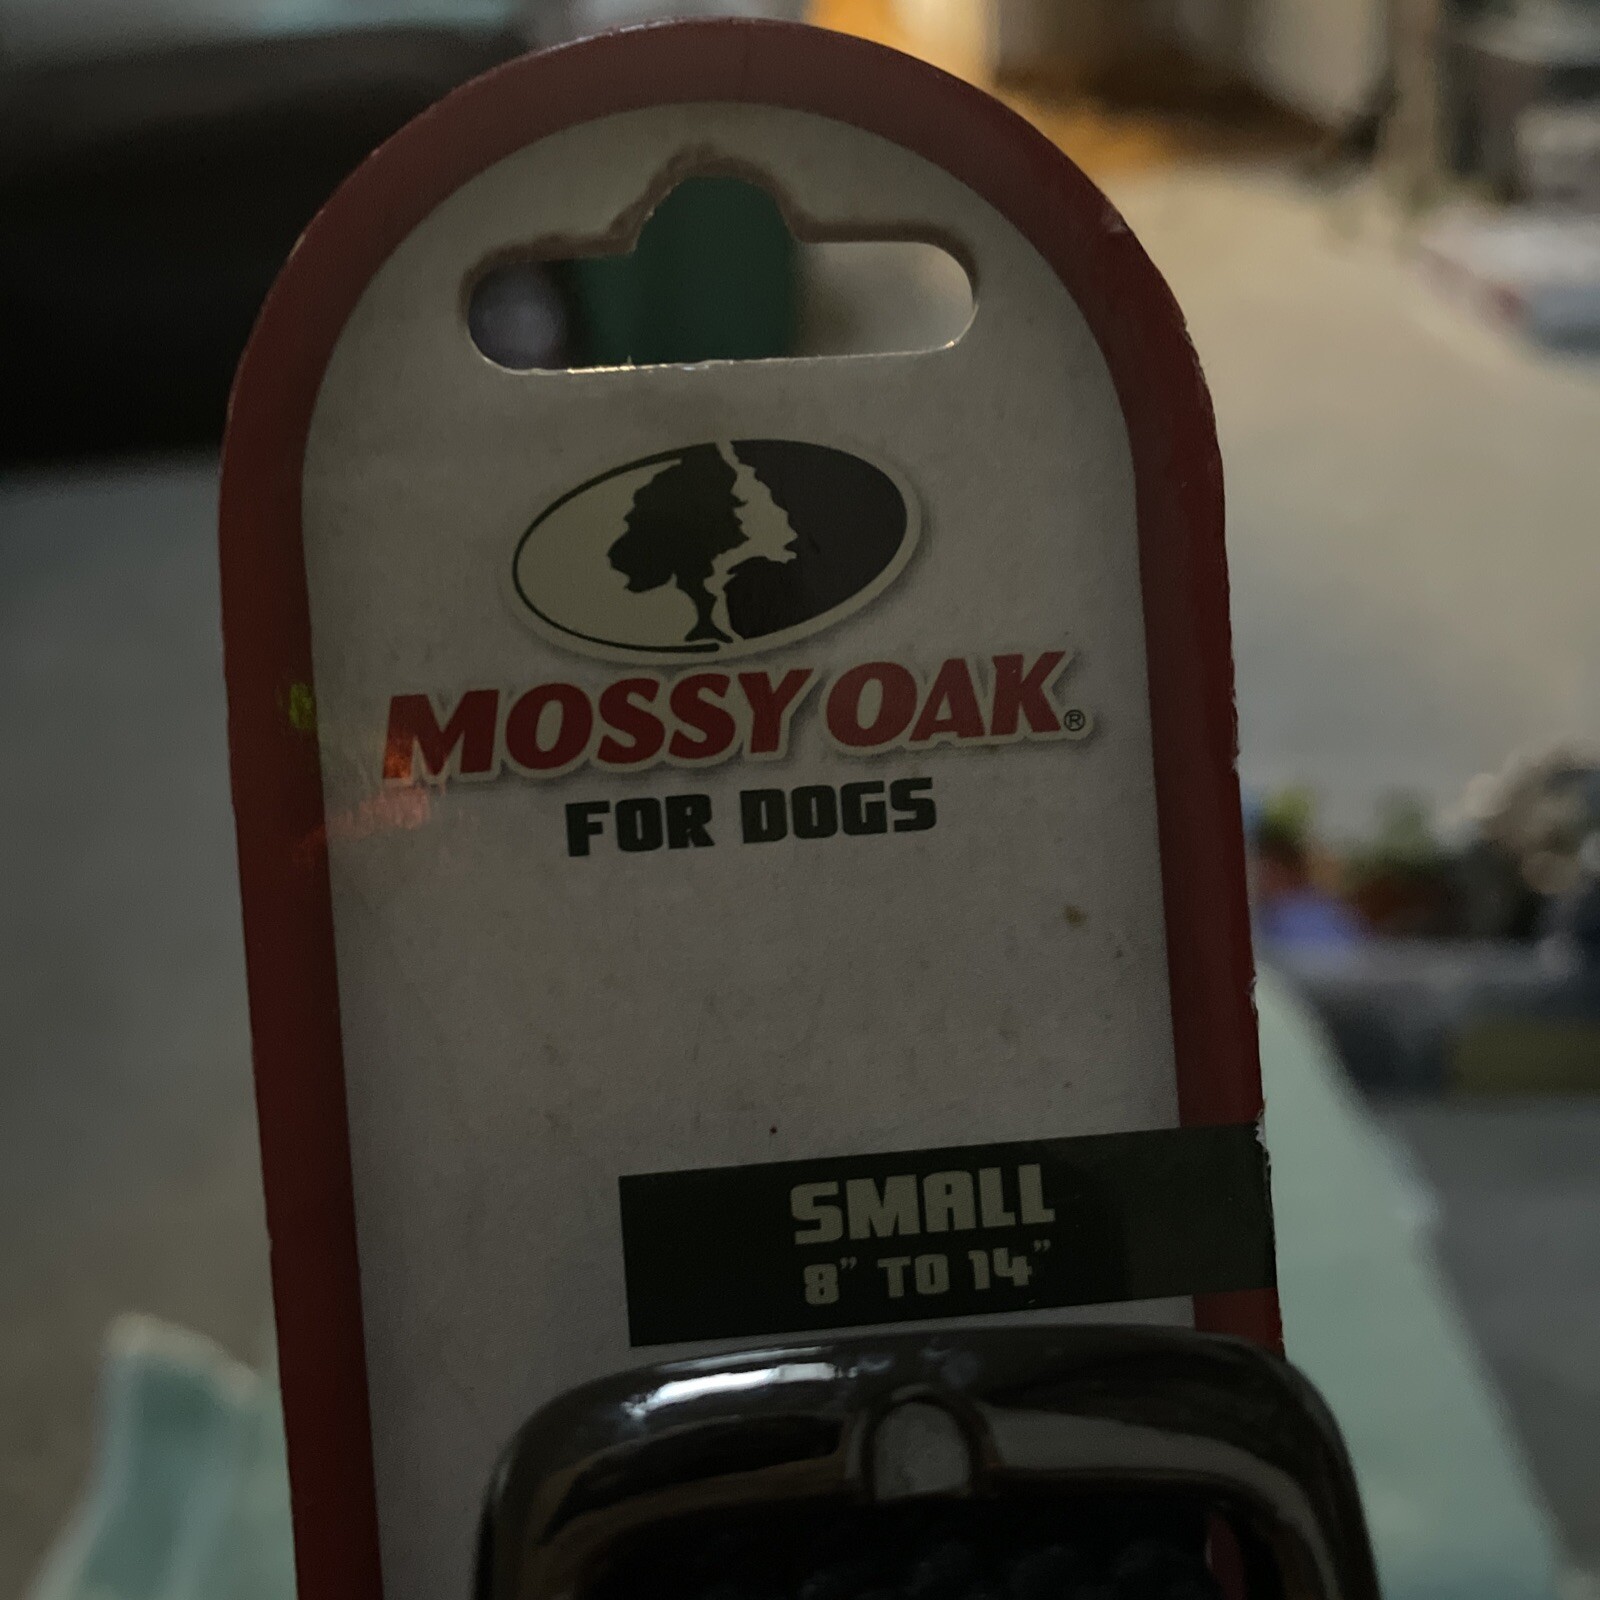 MOSSY OAK®
FOR DOGS
SMALL
8" TO 14"